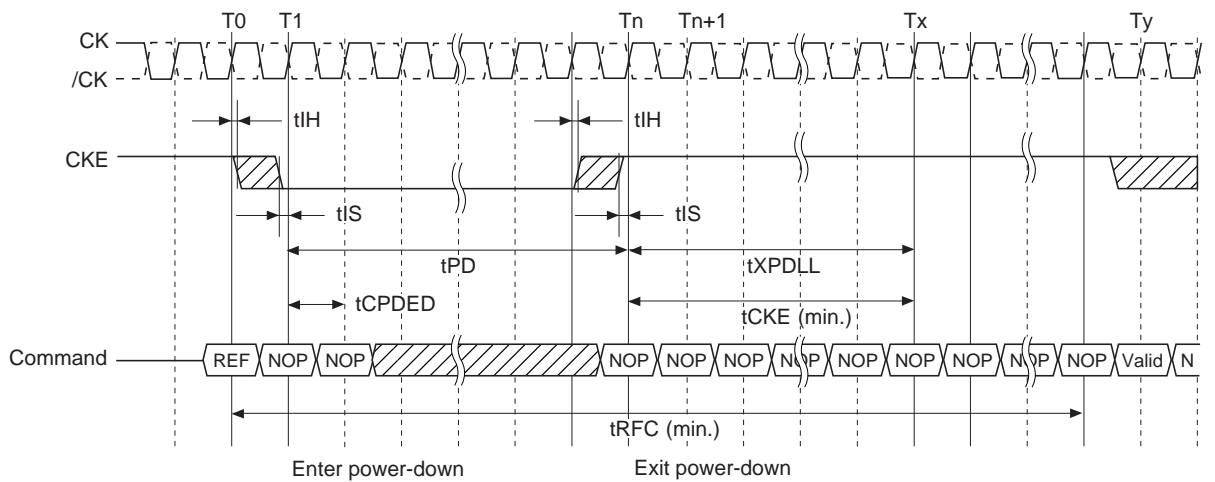 T0 T1 Tn Tn+1 Tx Ty
CK
/CK
tIH tIH
CKE
tIS tIS
tPD tXPDLL
tCPDED
tCKE (min.)
Command REF NOP NOP NOP NOP NOP NOP NOP NOP NOP NOP NOP Valid N
tRFC (min.)
Enter power-down Exit power-down